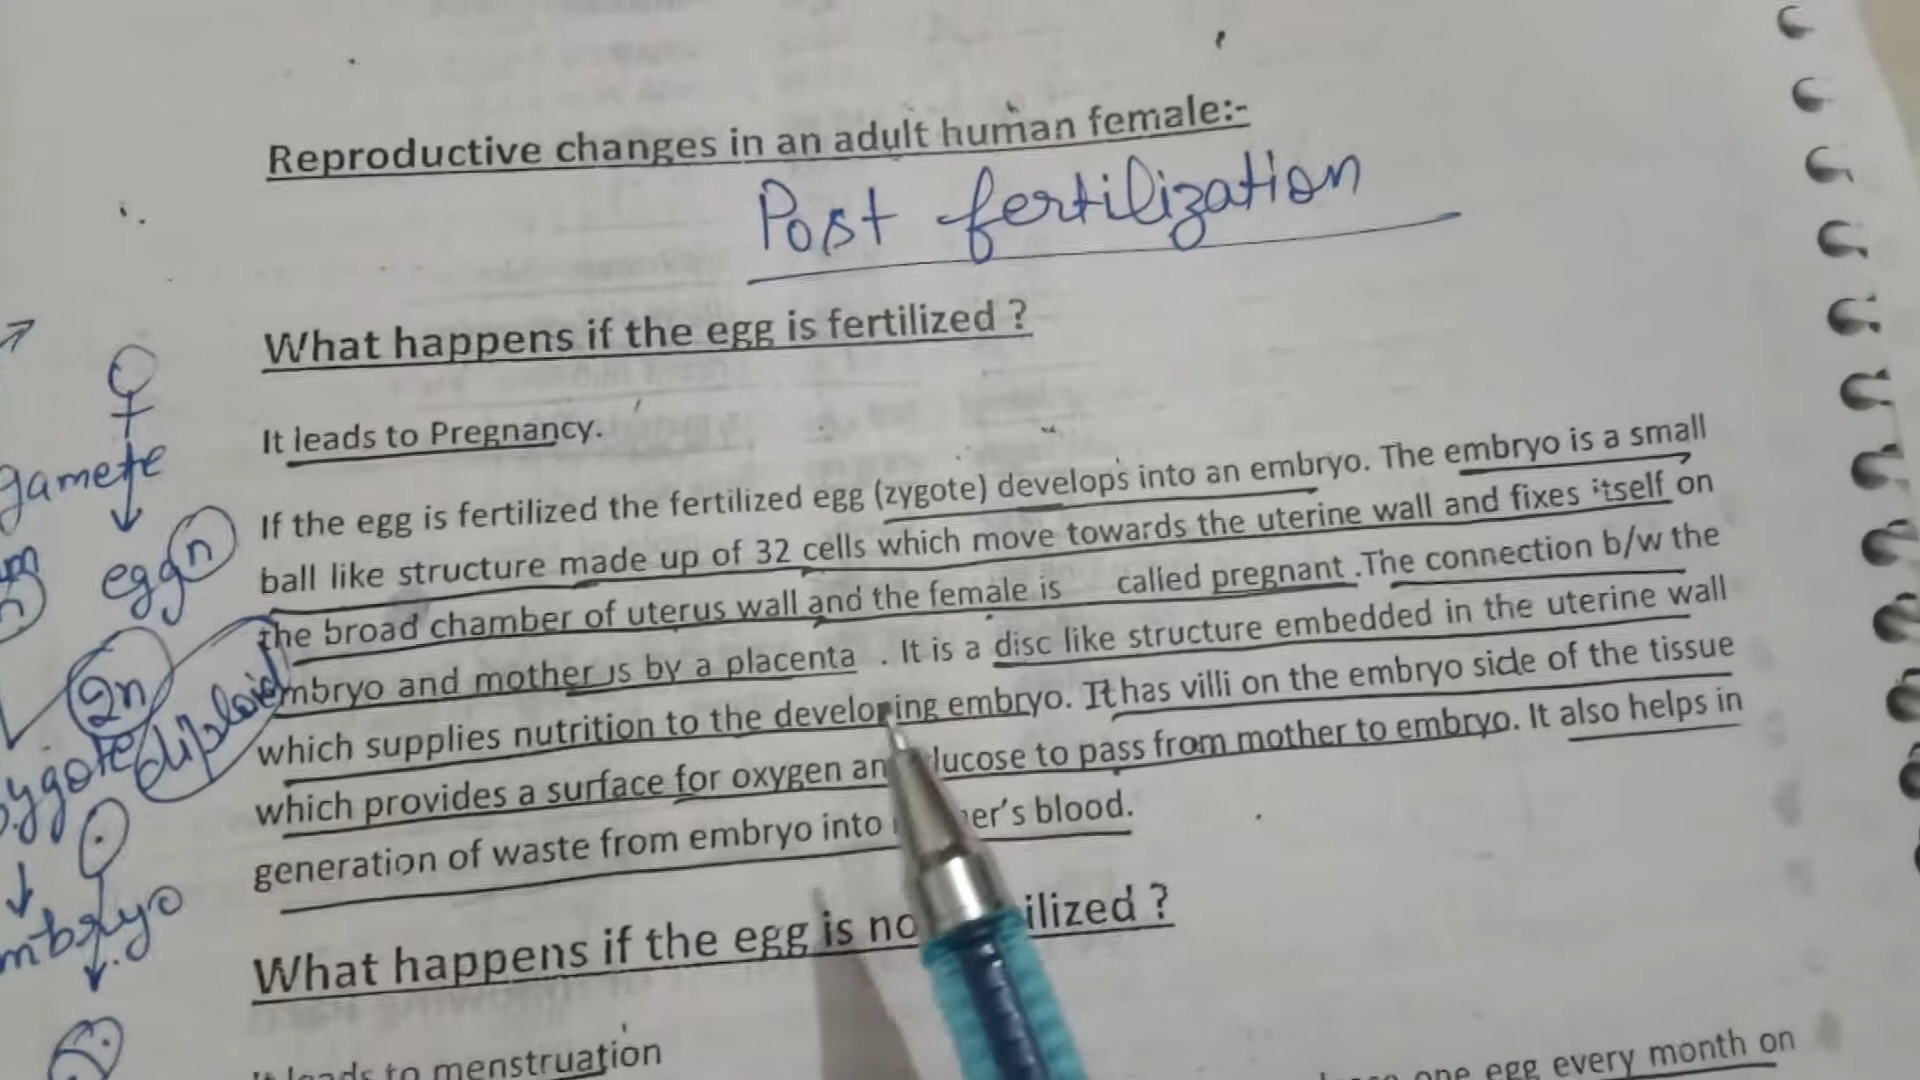 Reproductive changes in an adult human female:-
Post fertilization
What happens if the egg is fertilized ?
It leads to Pregnancy.
If the egg is fertilized the fertilized egg (zygote) develops into an embryo. The embryo is a small
ball like structure made up of 32 cells which move towards the uterine wall and fixes itself on
the broad chamber of uterus wall and the female is called pregnant .The connection b/w the
embryo and mother is by a placenta . It is a disc like structure embedded in the uterine wall
which supplies nutrition to the developing embryo. It has villi on the embryo side of the tissue
which provides a surface for oxygen an lucose to pass from mother to embryo. It also helps in
generation of waste from embryo into er's blood.
What happens if the egg is no ilized ?
leads to menstruation
one egg every month on
gamete
egg n
2n
diploid
zygote
mbryo